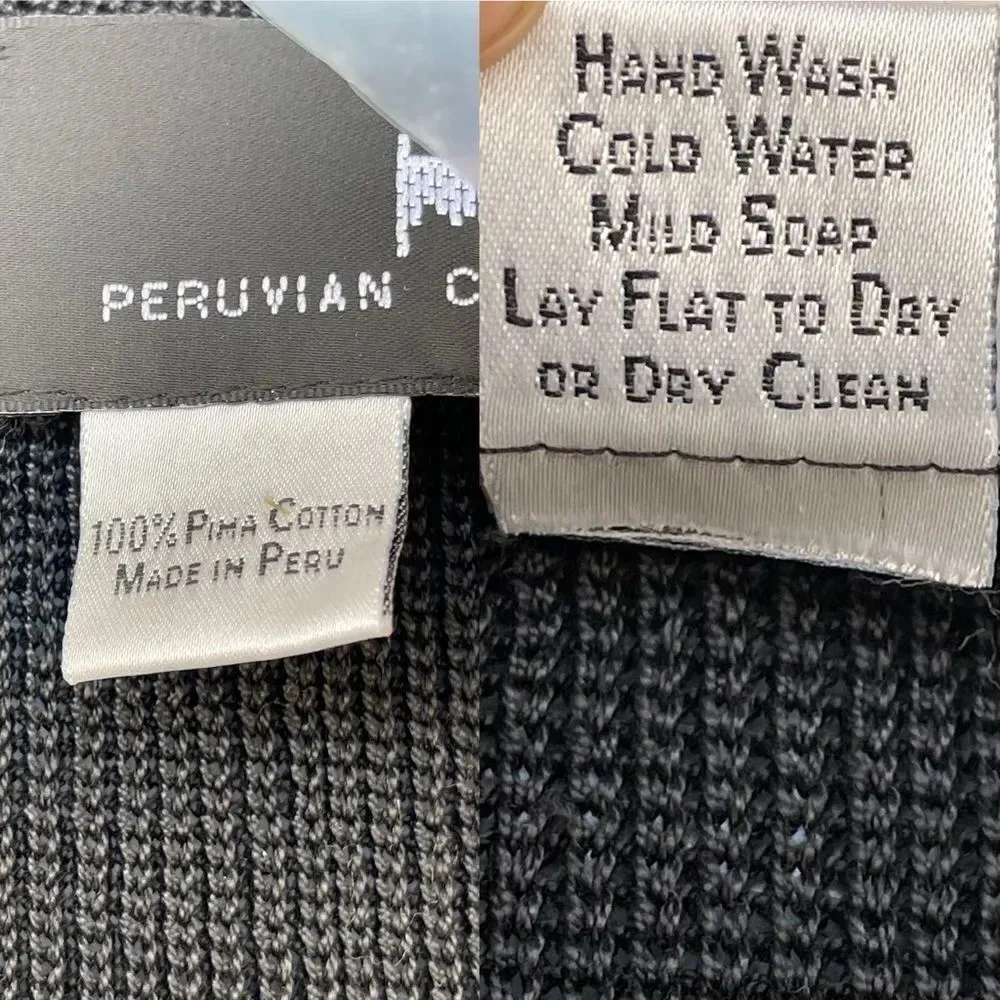 PERUVIAN C
100% PIMA COTTON
MADE IN PERU
HAND WASH
COLD WATER
MILD SOAP
LAY FLAT TO DRY
OR DRY CLEAN